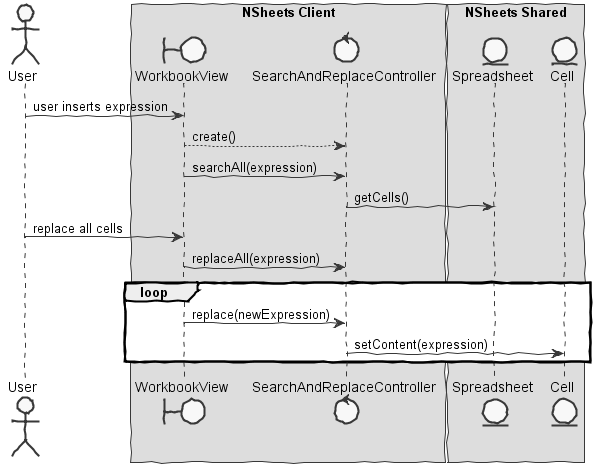 NSheets Client
NSheets Shared
User
WorkbookView
SearchAndReplaceController
Spreadsheet
Cell
user inserts expression
create()
searchAll(expression)
getCells()
replace all cells
replaceAll(expression)
loop
replace(newExpression)
setContent(expression)
User
WorkbookView
SearchAndReplaceController
Spreadsheet
Cell